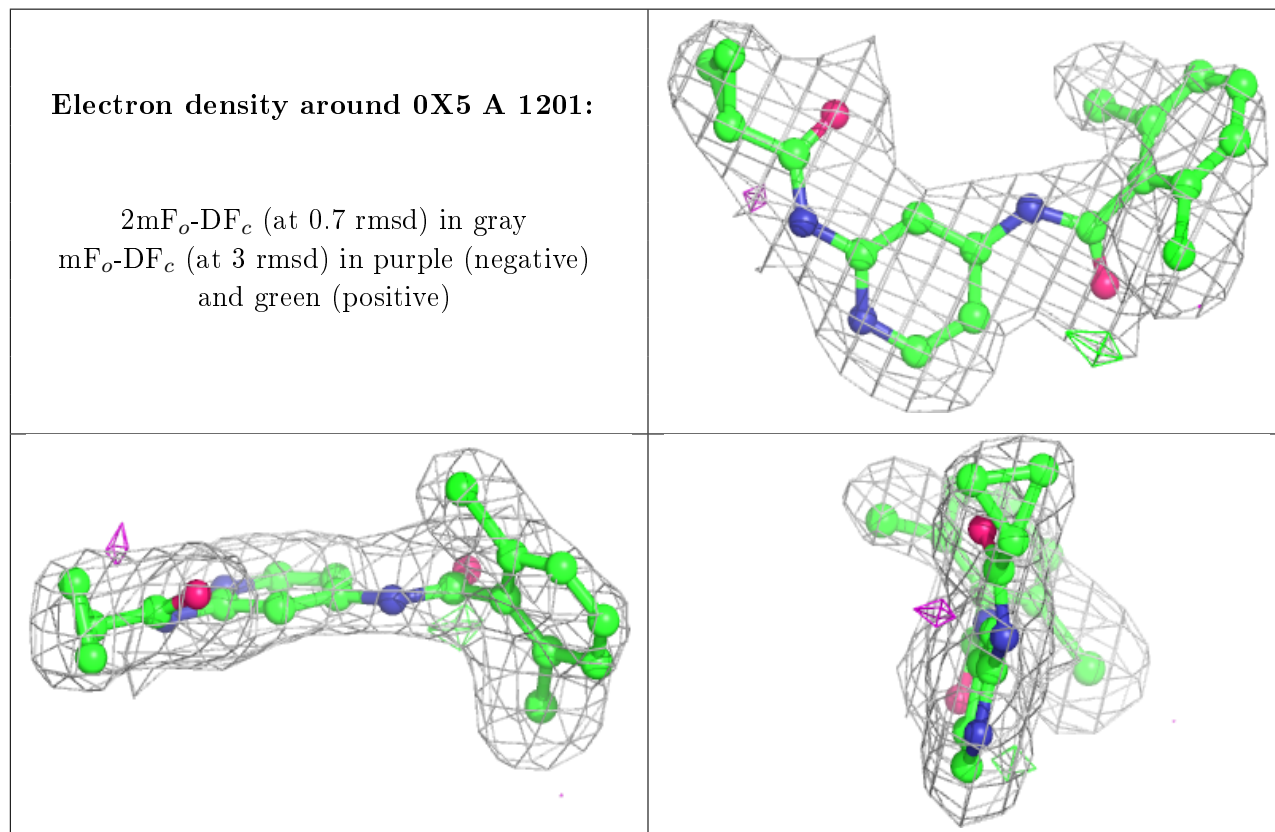 Electron density around 0X5 A 1201:
2mFₒ-DF𝒸 (at 0.7 rmsd) in gray
mFₒ-DF𝒸 (at 3 rmsd) in purple (negative)
and green (positive)